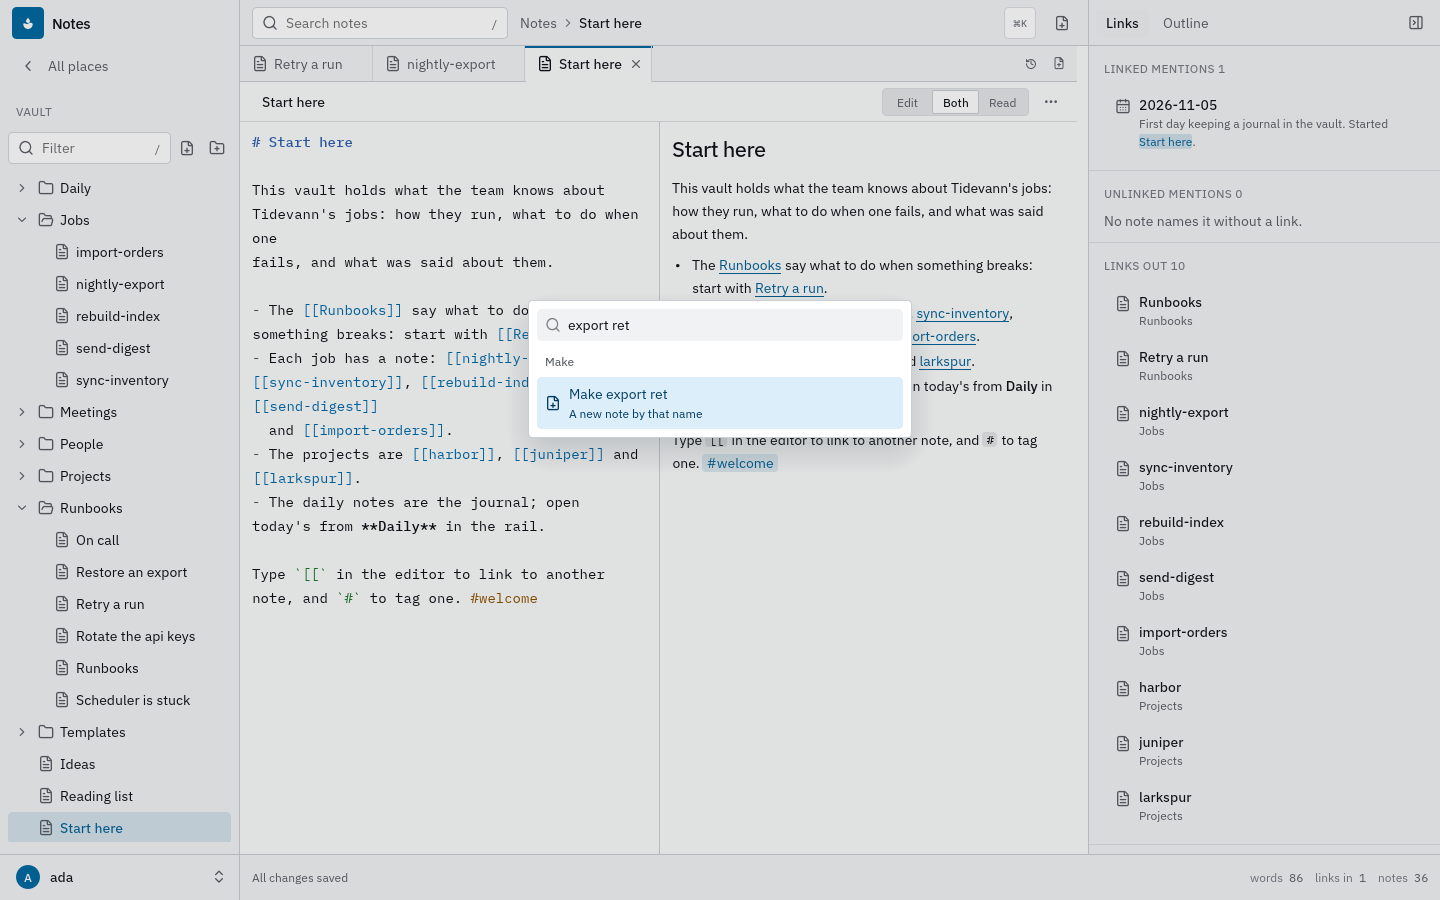 Notes
All places
VAULT
Filter /
Daily
Jobs
import-orders
nightly-export
rebuild-index
send-digest
sync-inventory
Meetings
People
Projects
Runbooks
On call
Restore an export
Retry a run
Rotate the api keys
Runbooks
Scheduler is stuck
Templates
Ideas
Reading list
Start here
A ada
Search notes /
Notes > Start here
⌘K
Retry a run
nightly-export
Start here
Start here
Edit Both Read
# Start here
This vault holds what the team knows about
Tidevann's jobs: how they run, what to do when
one
fails, and what was said about them.
- The [[Runbooks]] say what to do
something breaks: start with [[Re
- Each job has a note: [[nightly-
[[sync-inventory]], [[rebuild-ind
[[send-digest]]
and [[import-orders]].
- The projects are [[harbor]], [[juniper]] and
[[larkspur]].
- The daily notes are the journal; open
today's from **Daily** in the rail.
Type `[[` in the editor to link to another
note, and `#` to tag one. #welcome
Start here
This vault holds what the team knows about Tidevann's jobs:
how they run, what to do when one fails, and what was said
about them.
• The Runbooks say what to do when something breaks:
start with Retry a run.
sync-inventory,
ort-orders.
d larkspur.
n today's from Daily in
Type [[ in the editor to link to another note, and # to tag
one. #welcome
export ret
Make
Make export ret
A new note by that name
Links Outline
LINKED MENTIONS 1
2026-11-05
First day keeping a journal in the vault. Started
Start here.
UNLINKED MENTIONS 0
No note names it without a link.
LINKS OUT 10
Runbooks
Runbooks
Retry a run
Runbooks
nightly-export
Jobs
sync-inventory
Jobs
rebuild-index
Jobs
send-digest
Jobs
import-orders
Jobs
harbor
Projects
juniper
Projects
larkspur
Projects
All changes saved
words 86 links in 1 notes 36